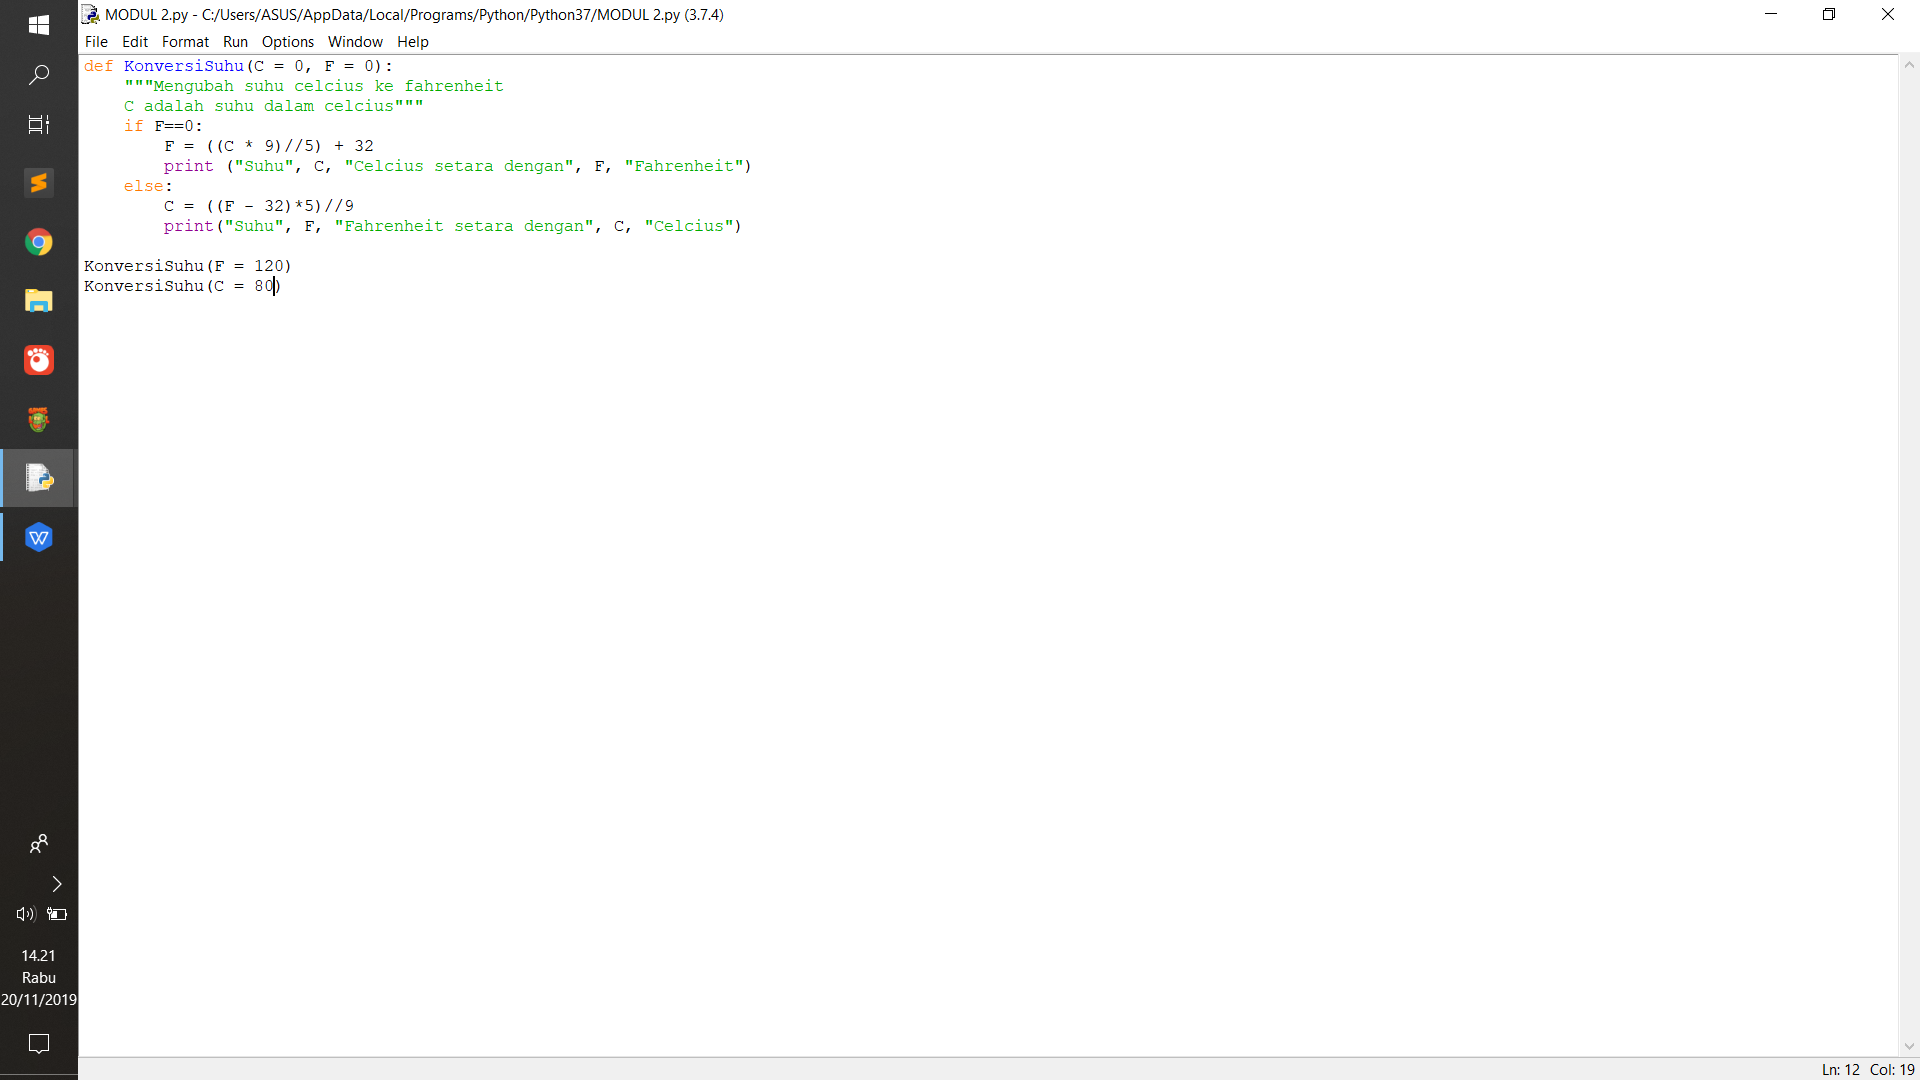 MODUL 2.py - C:/Users/ASUS/AppData/Local/Programs/Python/Python37/MODUL 2.py (3.7.4)
File Edit Format Run Options Window Help
def KonversiSuhu(C = 0, F = 0):
    """Mengubah suhu celcius ke fahrenheit
    C adalah suhu dalam celcius"""
    if F==0:
        F = ((C * 9)//5) + 32
        print ("Suhu", C, "Celcius setara dengan", F, "Fahrenheit")
    else:
        C = ((F - 32)*5)//9
        print("Suhu", F, "Fahrenheit setara dengan", C, "Celcius")
KonversiSuhu(F = 120)
KonversiSuhu(C = 80)
14.21
Rabu
20/11/2019
Ln: 12 Col: 19